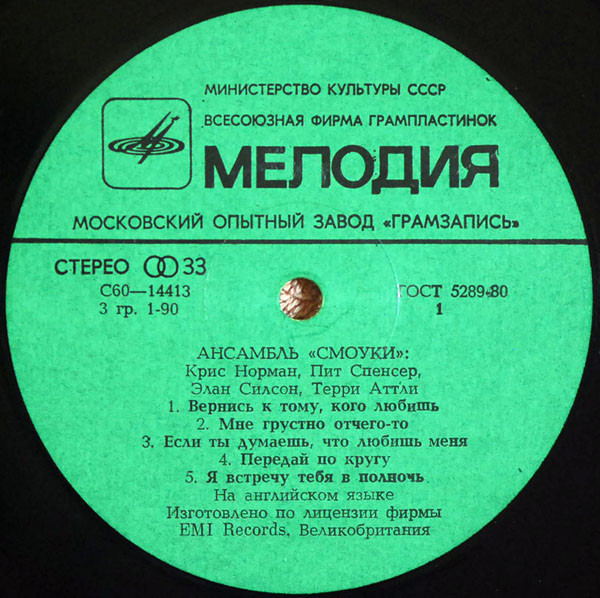 МИНИСТЕРСТВО КУЛЬТУРЫ СССР
ВСЕСОЮЗНАЯ ФИРМА ГРАМПЛАСТИНОК
МЕЛОДИЯ
МОСКОВСКИЙ ОПЫТНЫЙ ЗАВОД «ГРАМЗАПИСЬ»
СТЕРЕО 33
С60—14413
ГОСТ 5289-80
3 гр. 1-90
1
АНСАМБЛЬ «СМОУКИ»:
Крис Норман, Пит Спенсер,
Элан Силсон, Терри Аттли
1. Вернись к тому, кого любишь
2. Мне грустно отчего-то
3. Если ты думаешь, что любишь меня
4. Передай по кругу
5. Я встречу тебя в полночь
На английском языке
Изготовлено по лицензии фирмы
EMI Records, Великобритания